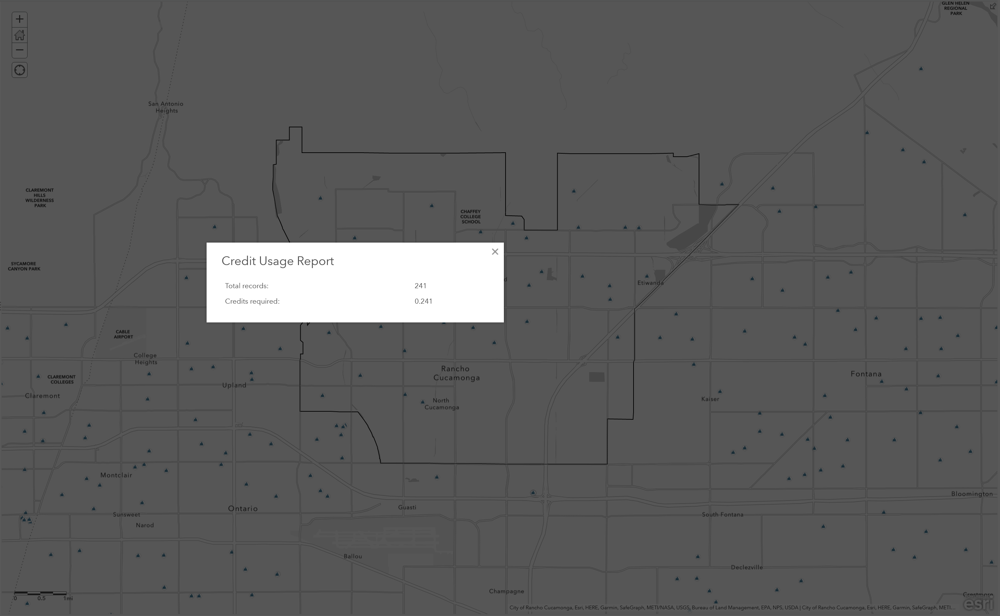 GLEN HELEN
REGIONAL
PARK
San Antonio
Heights
CLAREMONT
HILLS
WILDERNESS
PARK
CHAFFEY
COLLEGE
SCHOOL
Credit Usage Report
Total records: 241
Credits required: 0.241
SYCAMORE
CANYON PARK
Etiwanda
CABLE
AIRPORT
College
Heights
Rancho
Cucamonga
Fontana
CLAREMONT
COLLEGES
Upland
Claremont
North
Cucamonga
Kaiser
Montclair
Bloomington
Ontario
Guasti
Sunsweet
South Fontana
Narod
Ballou
Declezville
Champagne
Crestmore
0 0.5 1mi
esri
City of Rancho Cucamonga, Esri, HERE, Garmin, SafeGraph, METI/NASA, USGS, Bureau of Land Management, EPA, NPS, USDA | City of Rancho Cucamonga, Esri, HERE, Garmin, SafeGraph, METI...